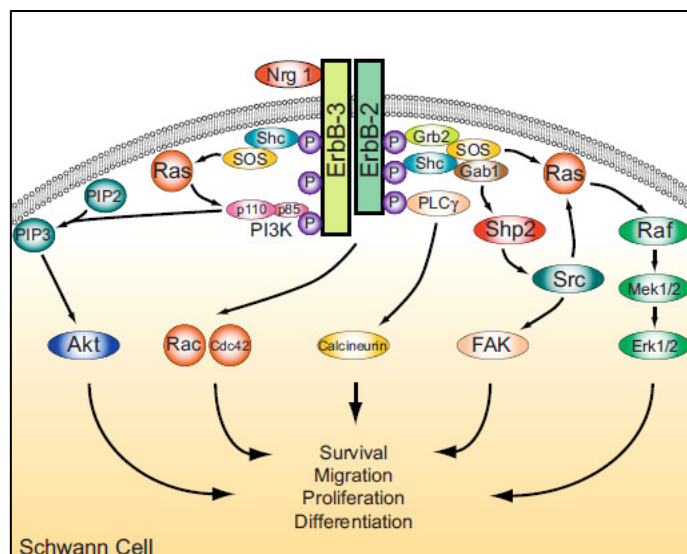 Nrg 1
ErbB-3
ErbB-2
Shc
P
P
Grb2
SOS
SOS
Ras
Shc
Gab1
Ras
PIP2
p110
p85
P
P
PI3K
P
P
PLCγ
PIP3
Shp2
Raf
Src
Mek1/2
Akt
Rac
Cdc42
Calcineurin
FAK
Erk1/2
Survival
Migration
Proliferation
Differentiation
Schwann Cell